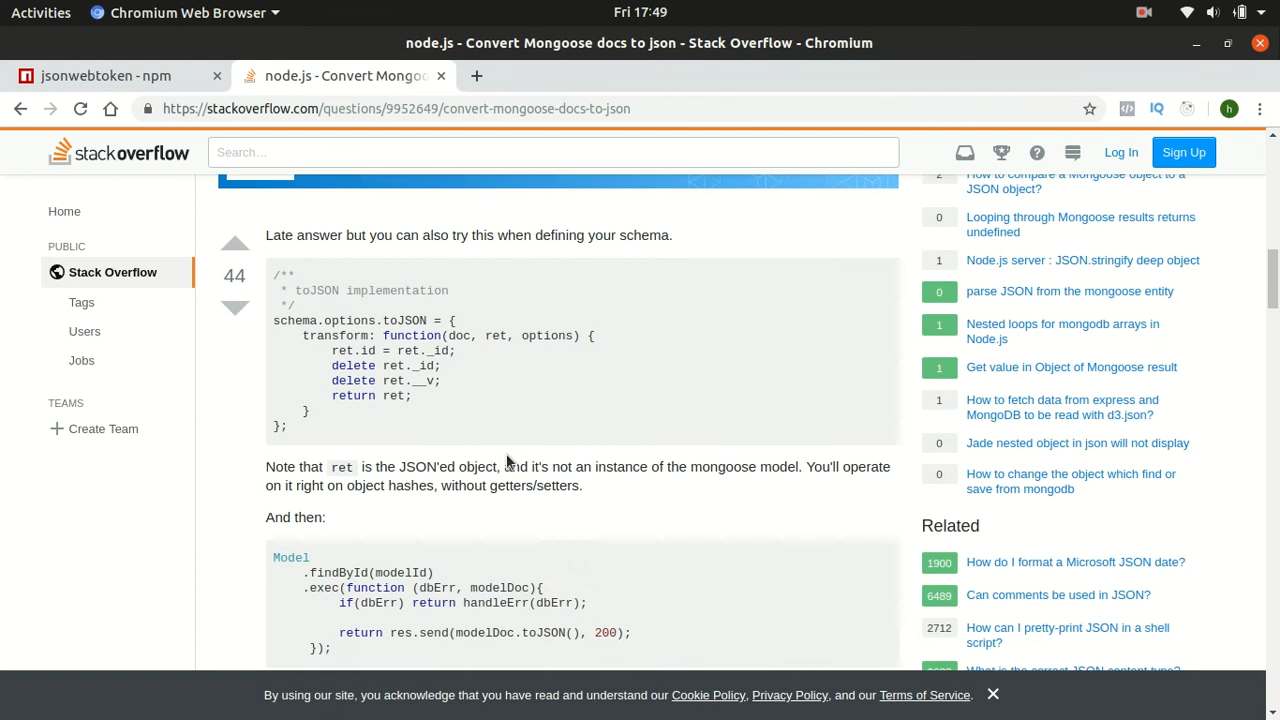 Activities
Chromium Web Browser
Fri 17:49
node.js - Convert Mongoose docs to json - Stack Overflow - Chromium
jsonwebtoken - npm
node.js - Convert Mongoo
https://stackoverflow.com/questions/9952649/convert-mongoose-docs-to-json
IQ
h
stackoverflow
Search…
Log In
Sign Up
Home
PUBLIC
Stack Overflow
Tags
Users
Jobs
TEAMS
Create Team
Late answer but you can also try this when defining your schema.
44
/**
* toJSON implementation
*/
schema.options.toJSON = {
transform: function(doc, ret, options) {
ret.id = ret._id;
delete ret._id;
delete ret.__v;
return ret;
}
};
Note that ret is the JSON'ed object, and it's not an instance of the mongoose model. You'll operate
on it right on object hashes, without getters/setters.
And then:
Model
.findById(modelId)
.exec(function (dbErr, modelDoc){
if(dbErr) return handleErr(dbErr);
return res.send(modelDoc.toJSON(), 200);
});
2 How to compare a Mongoose object to a
JSON object?
0 Looping through Mongoose results returns
undefined
1 Node.js server : JSON.stringify deep object
0 parse JSON from the mongoose entity
1 Nested loops for mongodb arrays in
Node.js
1 Get value in Object of Mongoose result
1 How to fetch data from express and
MongoDB to be read with d3.json?
0 Jade nested object in json will not display
0 How to change the object which find or
save from mongodb
Related
1900 How do I format a Microsoft JSON date?
6489 Can comments be used in JSON?
2712 How can I pretty-print JSON in a shell
script?
What is the correct JSON content type?
By using our site, you acknowledge that you have read and understand our Cookie Policy, Privacy Policy, and our Terms of Service.